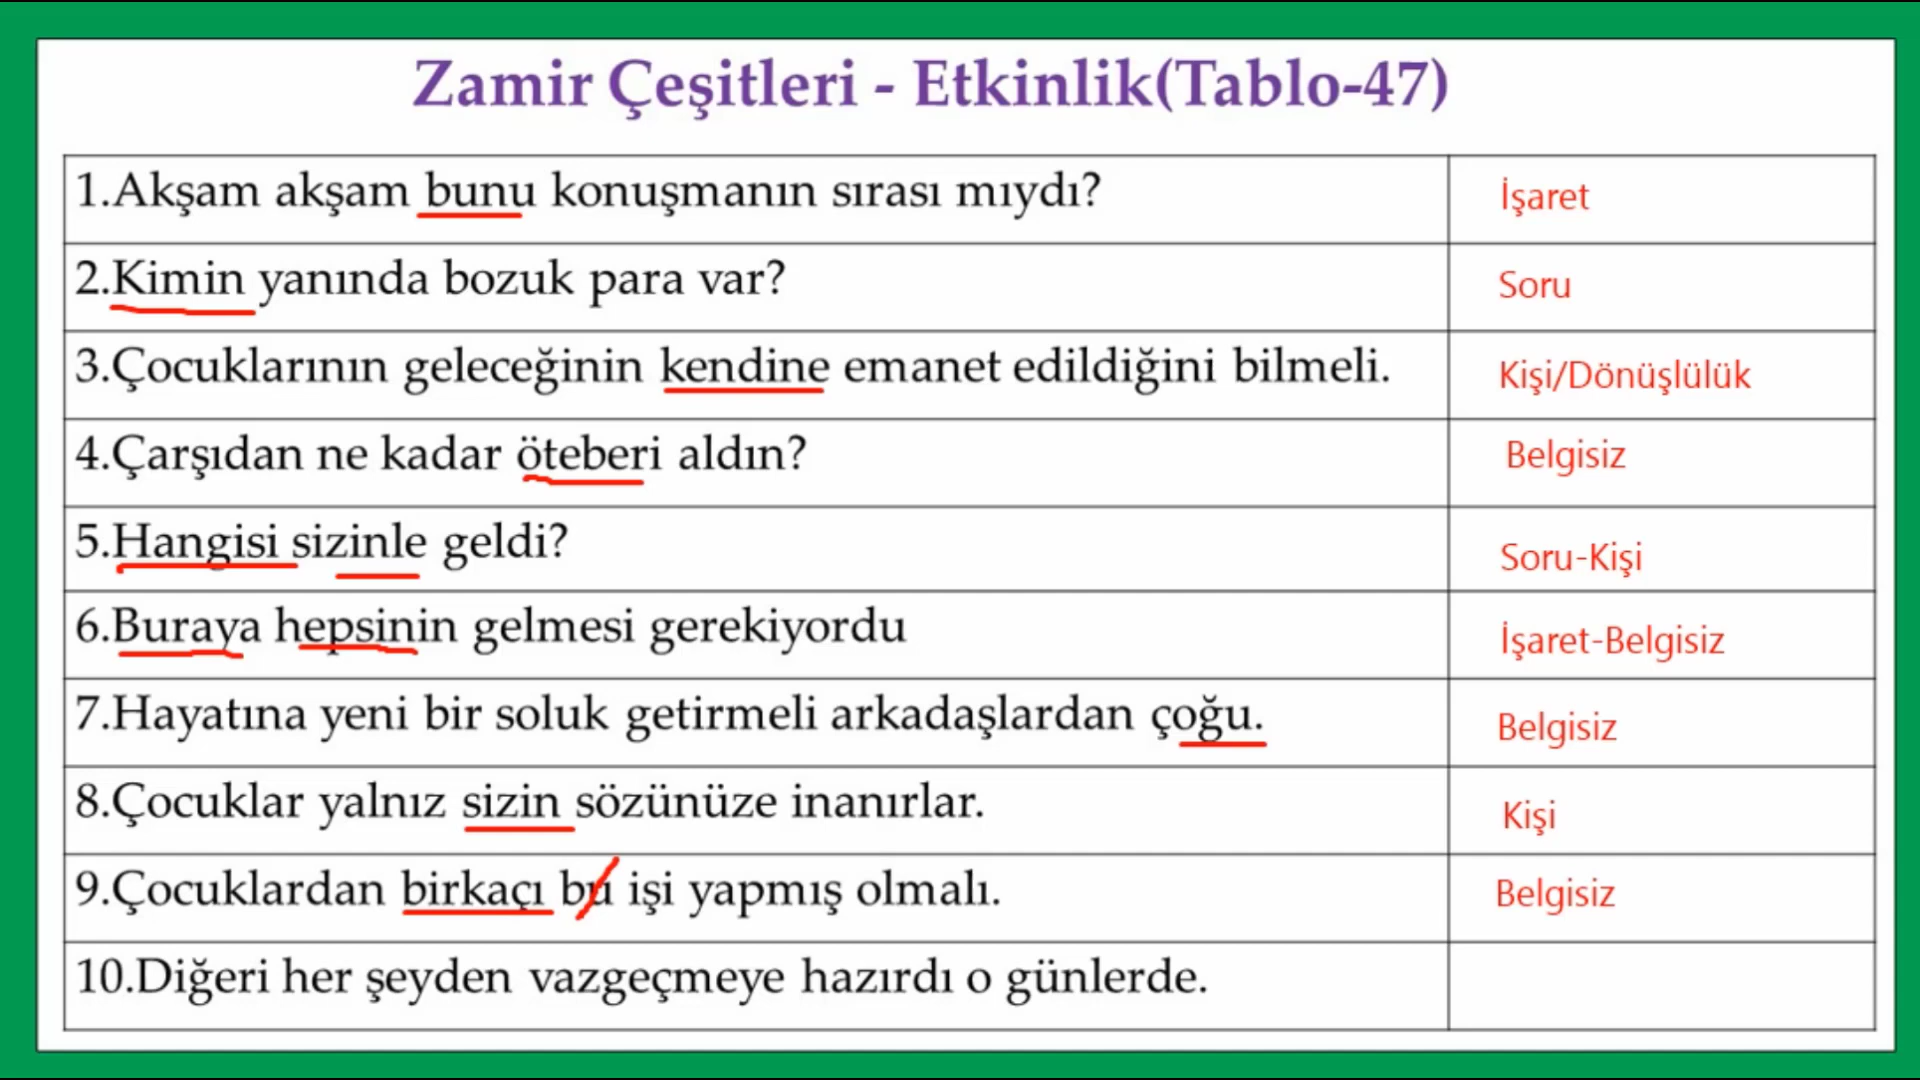 Zamir Çeşitleri - Etkinlik(Tablo-47)
1.Akşam akşam bunu konuşmanın sırası mıydı? İşaret
2.Kimin yanında bozuk para var? Soru
3.Çocuklarının geleceğinin kendine emanet edildiğini bilmeli. Kişi/Dönüşlülük
4.Çarşıdan ne kadar öteberi aldın? Belgisiz
5.Hangisi sizinle geldi? Soru-Kişi
6.Buraya hepsinin gelmesi gerekiyordu İşaret-Belgisiz
7.Hayatına yeni bir soluk getirmeli arkadaşlardan çoğu. Belgisiz
8.Çocuklar yalnız sizin sözünüze inanırlar. Kişi
9.Çocuklardan birkaçı bu işi yapmış olmalı. Belgisiz
10.Diğeri her şeyden vazgeçmeye hazırdı o günlerde.